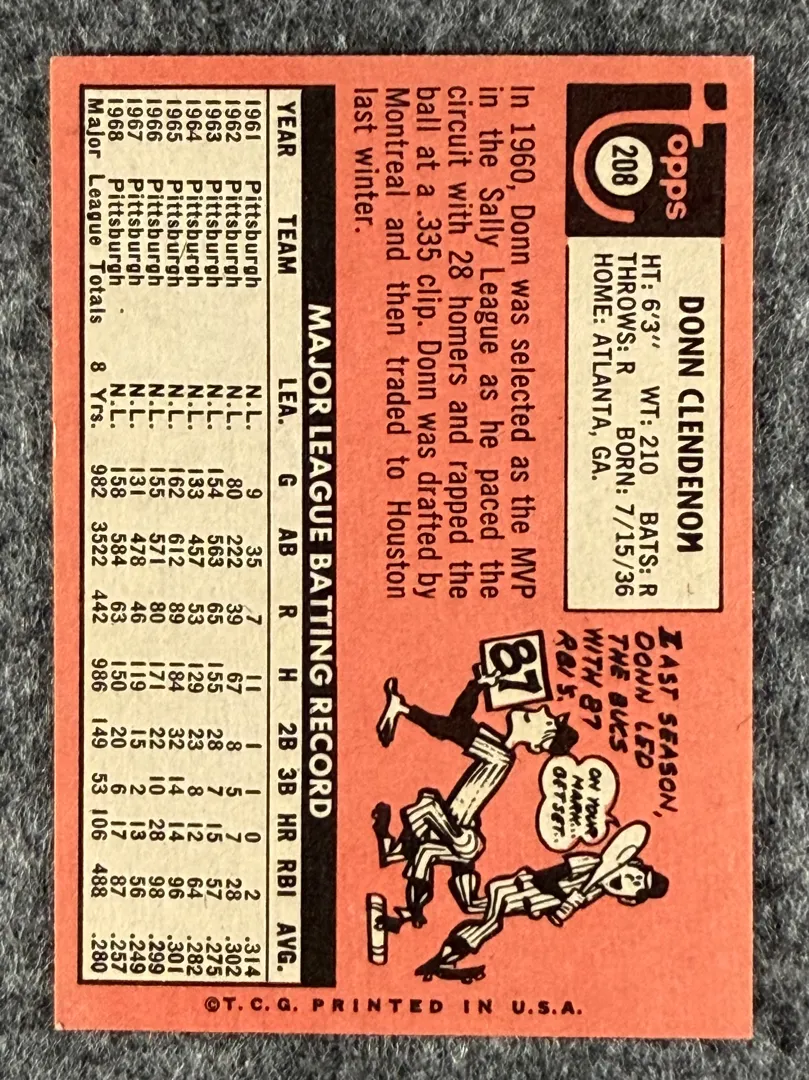 Topps
208
DONN CLENDENON
HT: 6'3" WT: 210 BATS: R
THROWS: R BORN: 7/15/36
HOME: ATLANTA, GA.
In 1960, Donn was selected as the MVP
in the Sally League as he paced the
circuit with 28 homers and rapped the
ball at a .335 clip. Donn was drafted by
Montreal and then traded to Houston
last winter.
LAST SEASON,
DONN LED
THE BUCS
WITH 87
RBI'S.
87
ON YOUR
MARK...
GET SET..
MAJOR LEAGUE BATTING RECORD
YEAR TEAM LEA. G AB R H 2B 3B HR RBI AVG.
1961 Pittsburgh N.L. 9 35 7 11 1 1 0 2 .314
1962 Pittsburgh N.L. 80 222 39 67 8 5 7 28 .302
1963 Pittsburgh N.L. 154 563 65 155 28 7 15 57 .275
1964 Pittsburgh N.L. 133 457 53 129 23 8 12 64 .282
1965 Pittsburgh N.L. 162 612 89 184 32 14 14 96 .301
1966 Pittsburgh N.L. 155 571 80 171 22 10 28 98 .299
1967 Pittsburgh N.L. 131 478 46 119 15 2 13 56 .249
1968 Pittsburgh N.L. 158 584 63 150 20 6 17 87 .257
Major League Totals 8 Yrs. 982 3522 442 986 149 53 106 488 .280
©T.C.G. PRINTED IN U.S.A.